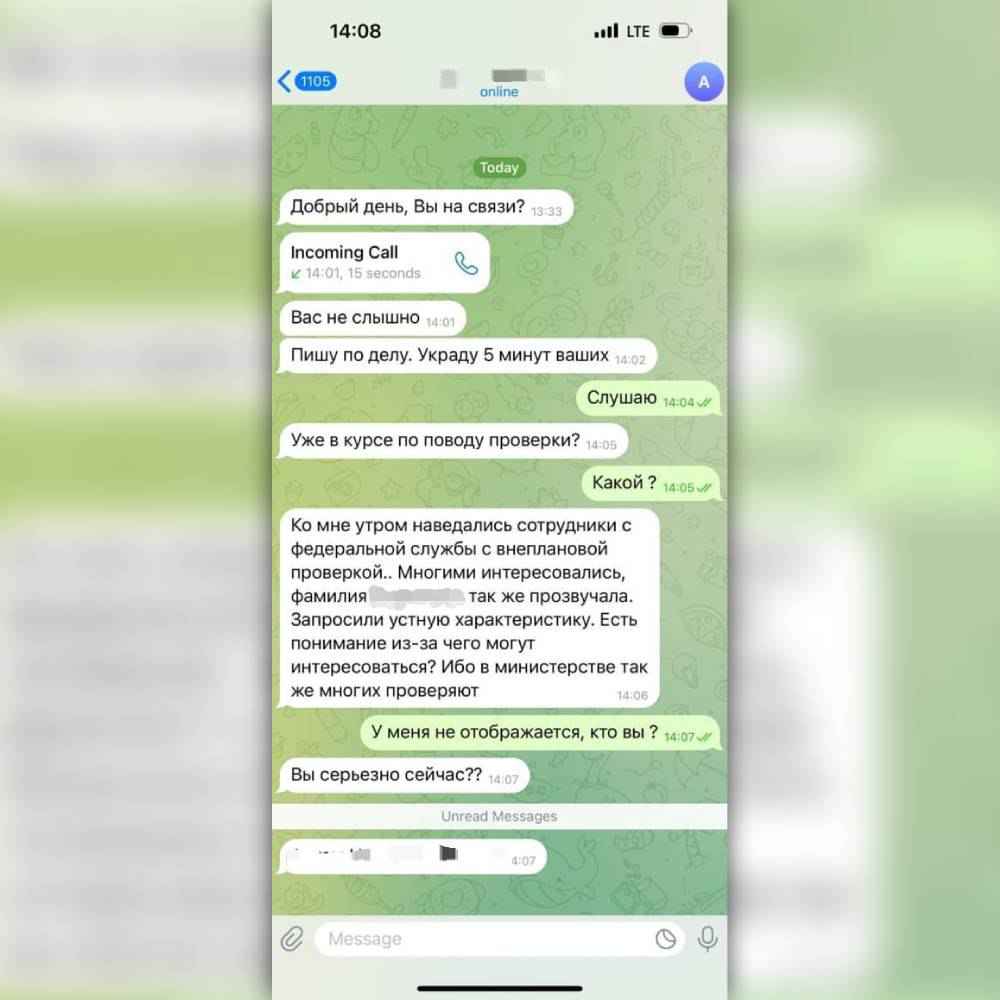 14:08
LTE
1105
online
A
Today
Добрый день, Вы на связи? 13:33
Incoming Call
14:01, 15 seconds
Вас не слышно 14:01
Пишу по делу. Украду 5 минут ваших 14:02
Слушаю 14:04
Уже в курсе по поводу проверки? 14:05
Какой ? 14:05
Ко мне утром наведались сотрудники с
федеральной службы с внеплановой
проверкой.. Многими интересовались,
фамилия так же прозвучала.
Запросили устную характеристику. Есть
понимание из-за чего могут
интересоваться? Ибо в министерстве так
же многих проверяют 14:06
У меня не отображается, кто вы ? 14:07
Вы серьезно сейчас?? 14:07
Unread Messages
4:07
Message